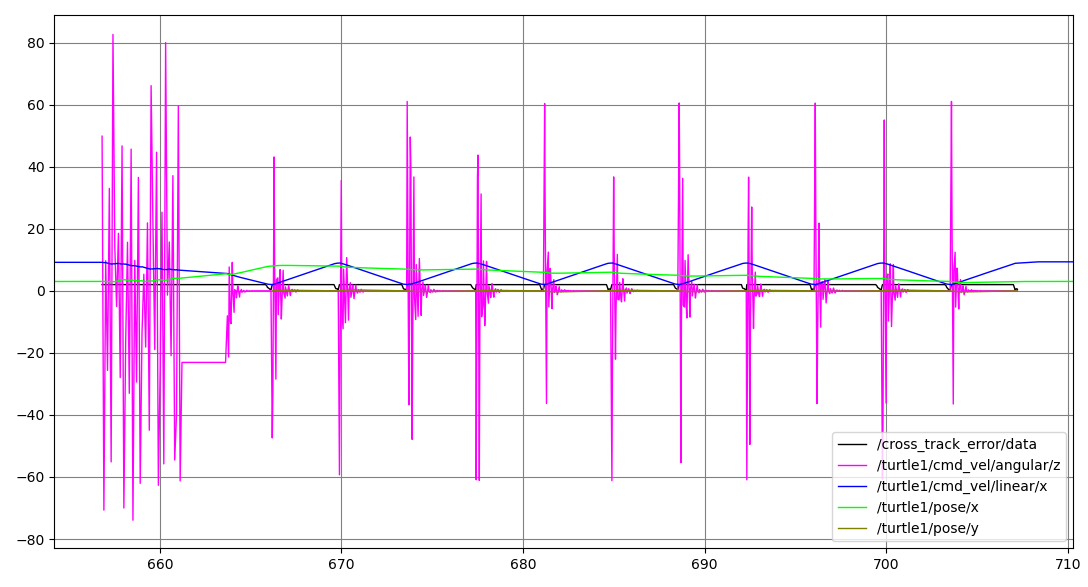 80
60
40
20
0
−20
−40
−60
−80
/cross_track_error/data
/turtle1/cmd_vel/angular/z
/turtle1/cmd_vel/linear/x
/turtle1/pose/x
/turtle1/pose/y
660 670 680 690 700 710